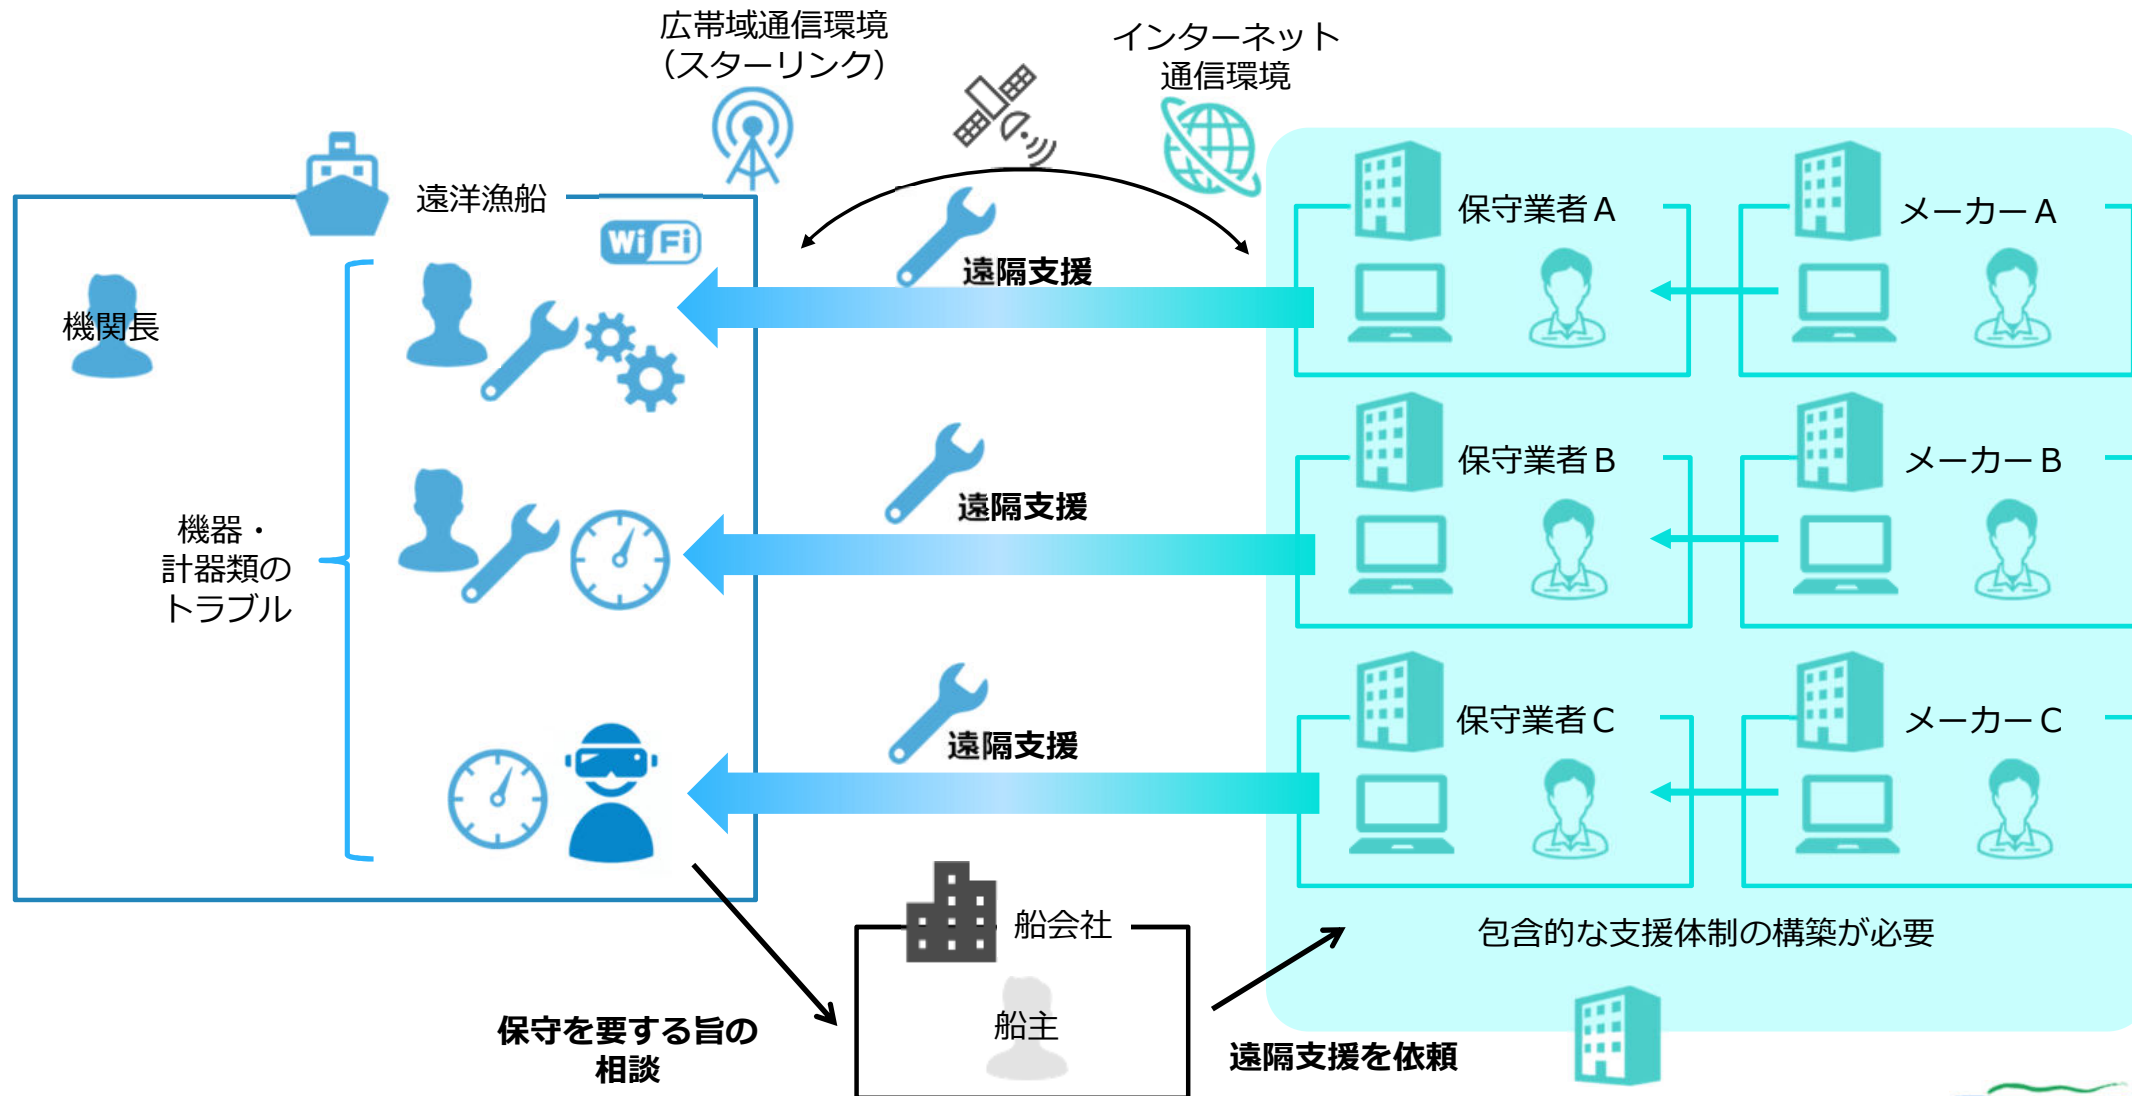 広帯域通信環境
（スターリンク）
インターネット
通信環境
遠洋漁船
WiFi
機関長
機器・
計器類の
トラブル
遠隔支援
遠隔支援
遠隔支援
保守業者A
メーカーA
保守業者B
メーカーB
保守業者C
メーカーC
包含的な支援体制の構築が必要
船会社
船主
保守を要する旨の
相談
遠隔支援を依頼